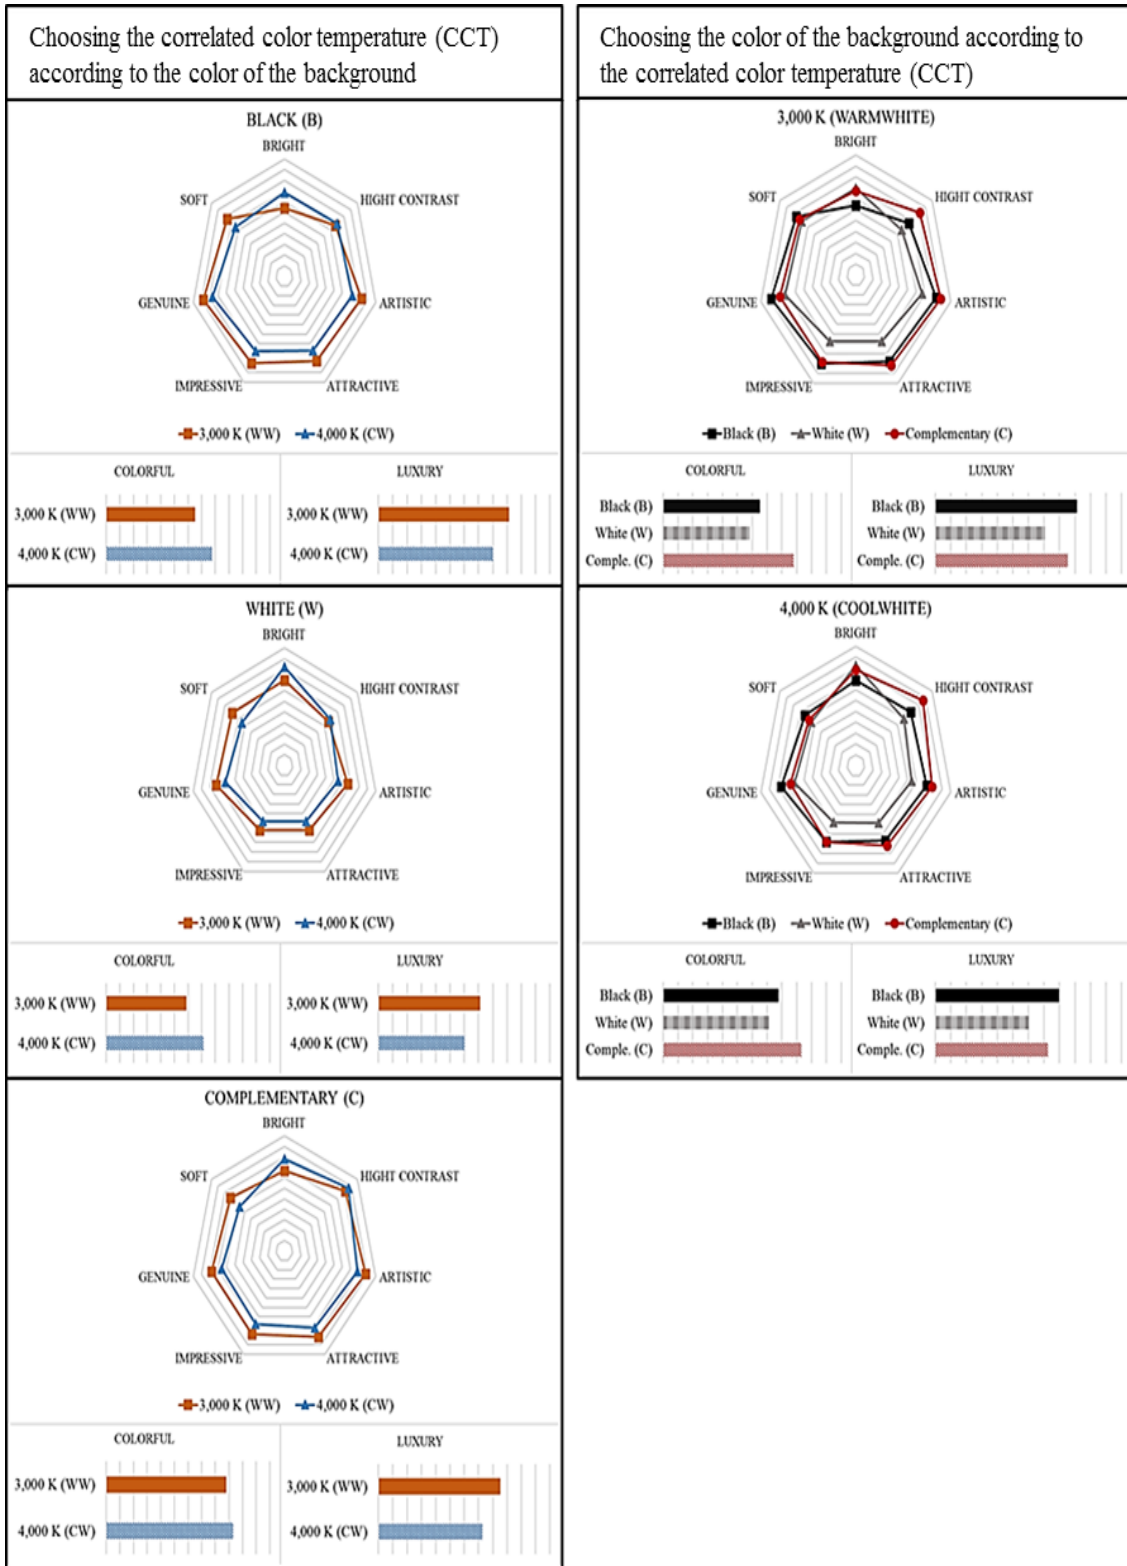 Choosing the correlated color temperature (CCT)
according to the color of the background
BLACK (B)
BRIGHT
SOFT
HIGHT CONTRAST
GENUINE
ARTISTIC
IMPRESSIVE
ATTRACTIVE
3,000 K (WW)
4,000 K (CW)
COLORFUL
3,000 K (WW)
4,000 K (CW)
LUXURY
3,000 K (WW)
4,000 K (CW)
WHITE (W)
BRIGHT
SOFT
HIGHT CONTRAST
GENUINE
ARTISTIC
IMPRESSIVE
ATTRACTIVE
3,000 K (WW)
4,000 K (CW)
COLORFUL
3,000 K (WW)
4,000 K (CW)
LUXURY
3,000 K (WW)
4,000 K (CW)
COMPLEMENTARY (C)
BRIGHT
SOFT
HIGHT CONTRAST
GENUINE
ARTISTIC
IMPRESSIVE
ATTRACTIVE
3,000 K (WW)
4,000 K (CW)
COLORFUL
3,000 K (WW)
4,000 K (CW)
LUXURY
3,000 K (WW)
4,000 K (CW)
Choosing the color of the background according to
the correlated color temperature (CCT)
3,000 K (WARMWHITE)
BRIGHT
SOFT
HIGHT CONTRAST
GENUINE
ARTISTIC
IMPRESSIVE
ATTRACTIVE
Black (B)
White (W)
Complementary (C)
COLORFUL
Black (B)
White (W)
Comple. (C)
LUXURY
Black (B)
White (W)
Comple. (C)
4,000 K (COOLWHITE)
BRIGHT
SOFT
HIGHT CONTRAST
GENUINE
ARTISTIC
IMPRESSIVE
ATTRACTIVE
Black (B)
White (W)
Complementary (C)
COLORFUL
Black (B)
White (W)
Comple. (C)
LUXURY
Black (B)
White (W)
Comple. (C)